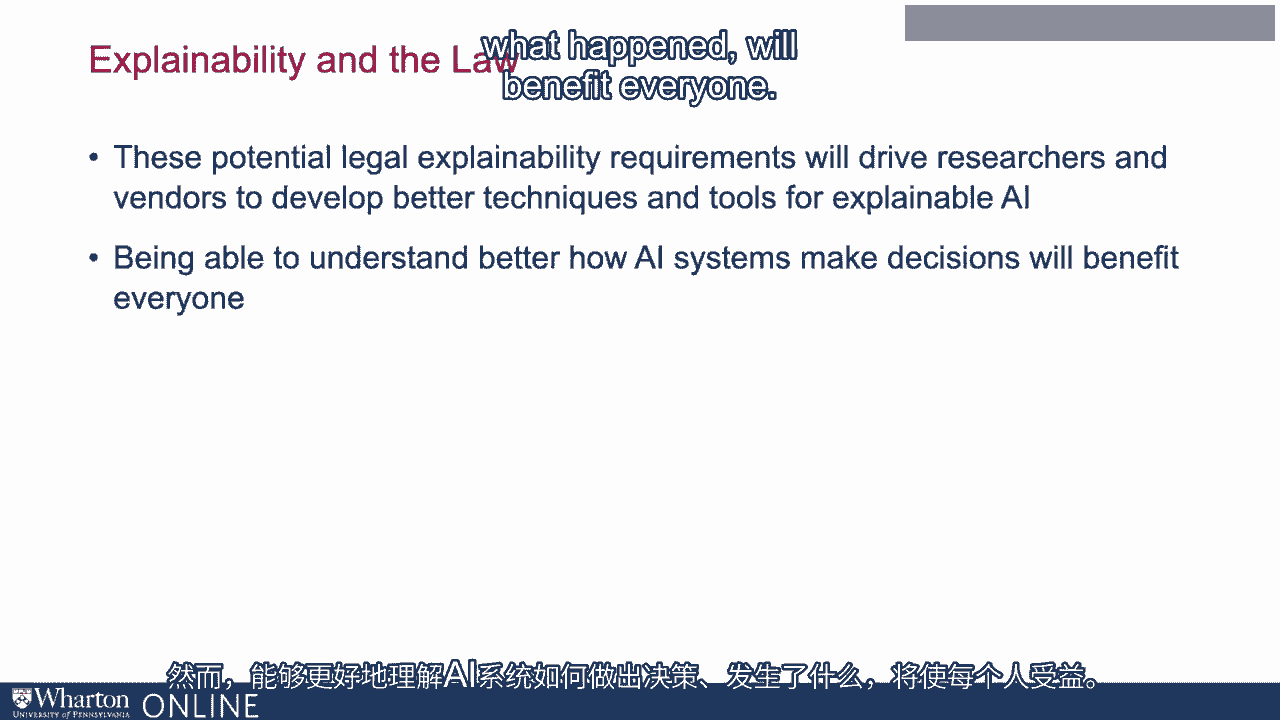 Explainability and the Law
what happened, will
benefit everyone.
• These potential legal explainability requirements will drive researchers and
vendors to develop better techniques and tools for explainable AI
• Being able to understand better how AI systems make decisions will benefit
everyone
然而，能够更好地理解AI系统如何做出决策、发生了什么，将使每个人受益。
Wharton
UNIVERSITY of PENNSYLVANIA
ONLINE